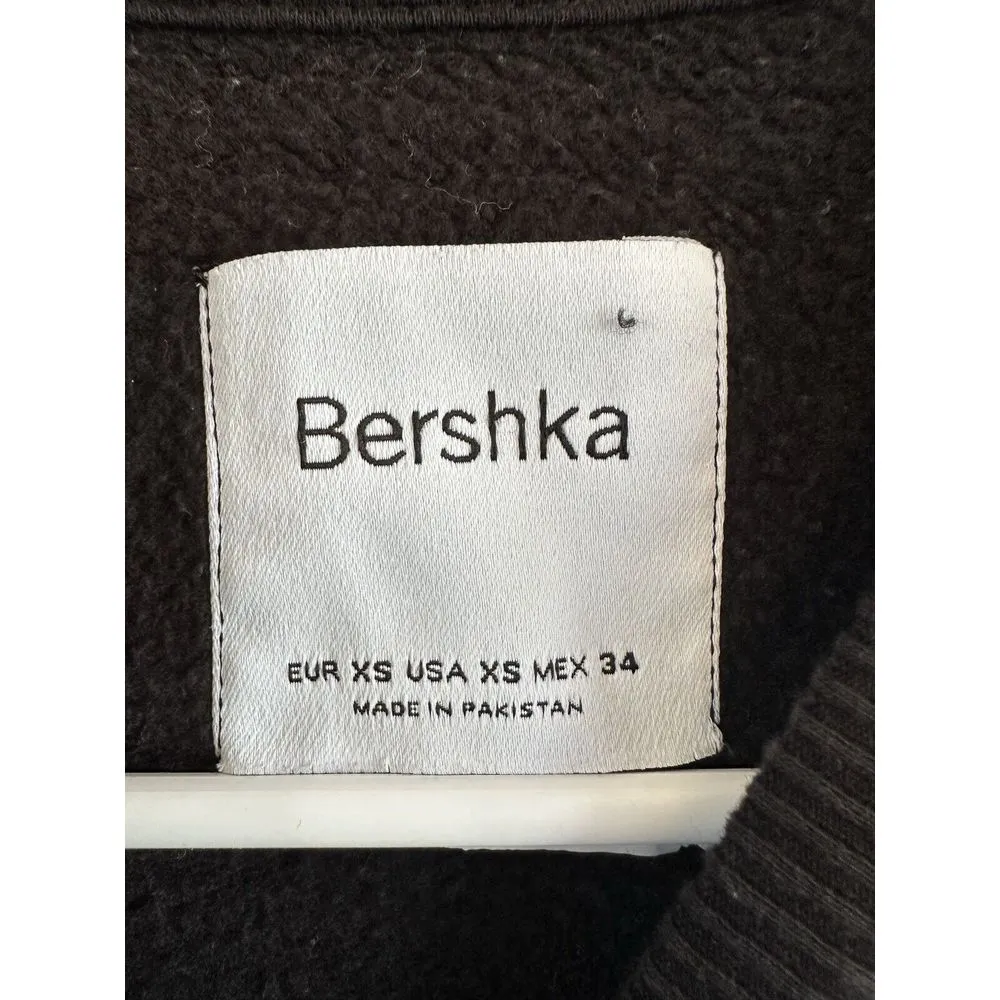 Bershka
EUR XS USA XS MEX 34
MADE IN PAKISTAN